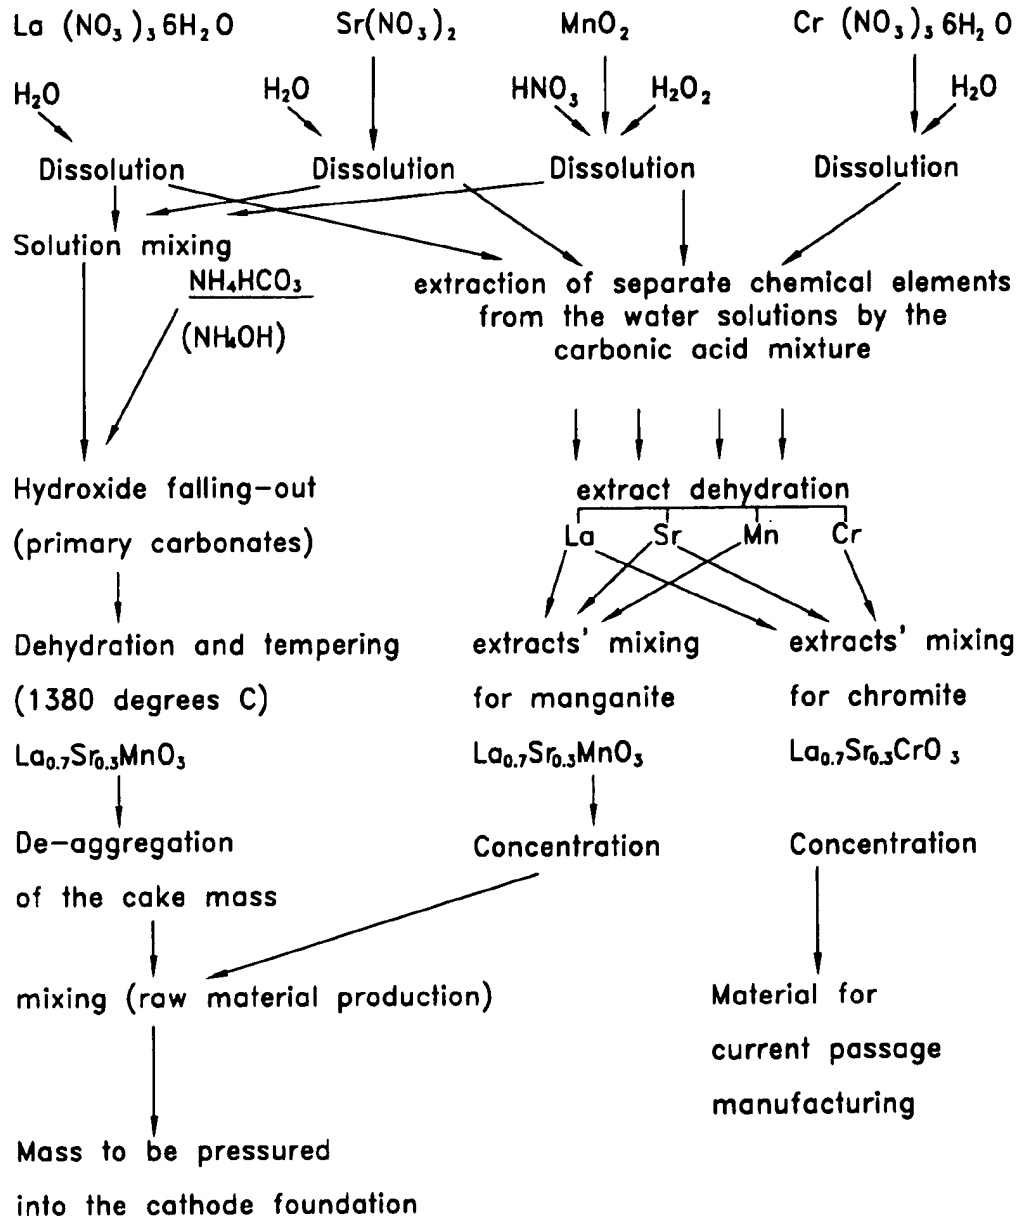 La (NO₃)₃6H₂O Sr(NO₃)₂ MnO₂ Cr (NO₃)₃6H₂O
H₂O H₂O HNO₃ H₂O₂ H₂O
Dissolution Dissolution Dissolution Dissolution
Solution mixing
NH₄HCO₃
(NH₄OH)
extraction of separate chemical elements
from the water solutions by the
carbonic acid mixture
Hydroxide falling-out
(primary carbonates)
extract dehydration
La Sr Mn Cr
Dehydration and tempering
(1380 degrees C)
La₀.₇Sr₀.₃MnO₃
extracts' mixing
for manganite
La₀.₇Sr₀.₃MnO₃
extracts' mixing
for chromite
La₀.₇Sr₀.₃CrO₃
De-aggregation
of the cake mass
Concentration
Concentration
mixing (raw material production)
Material for
current passage
manufacturing
Mass to be pressured
into the cathode foundation